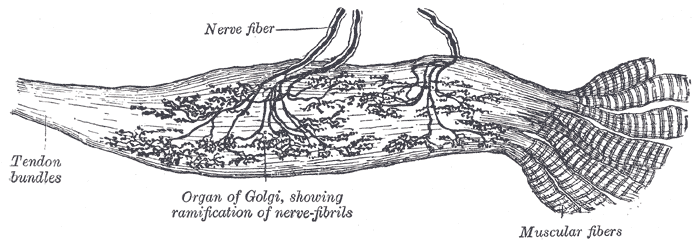 Nerve fiber
Tendon
bundles
Organ of Golgi, showing
ramification of nerve-fibrils
Muscular fibers